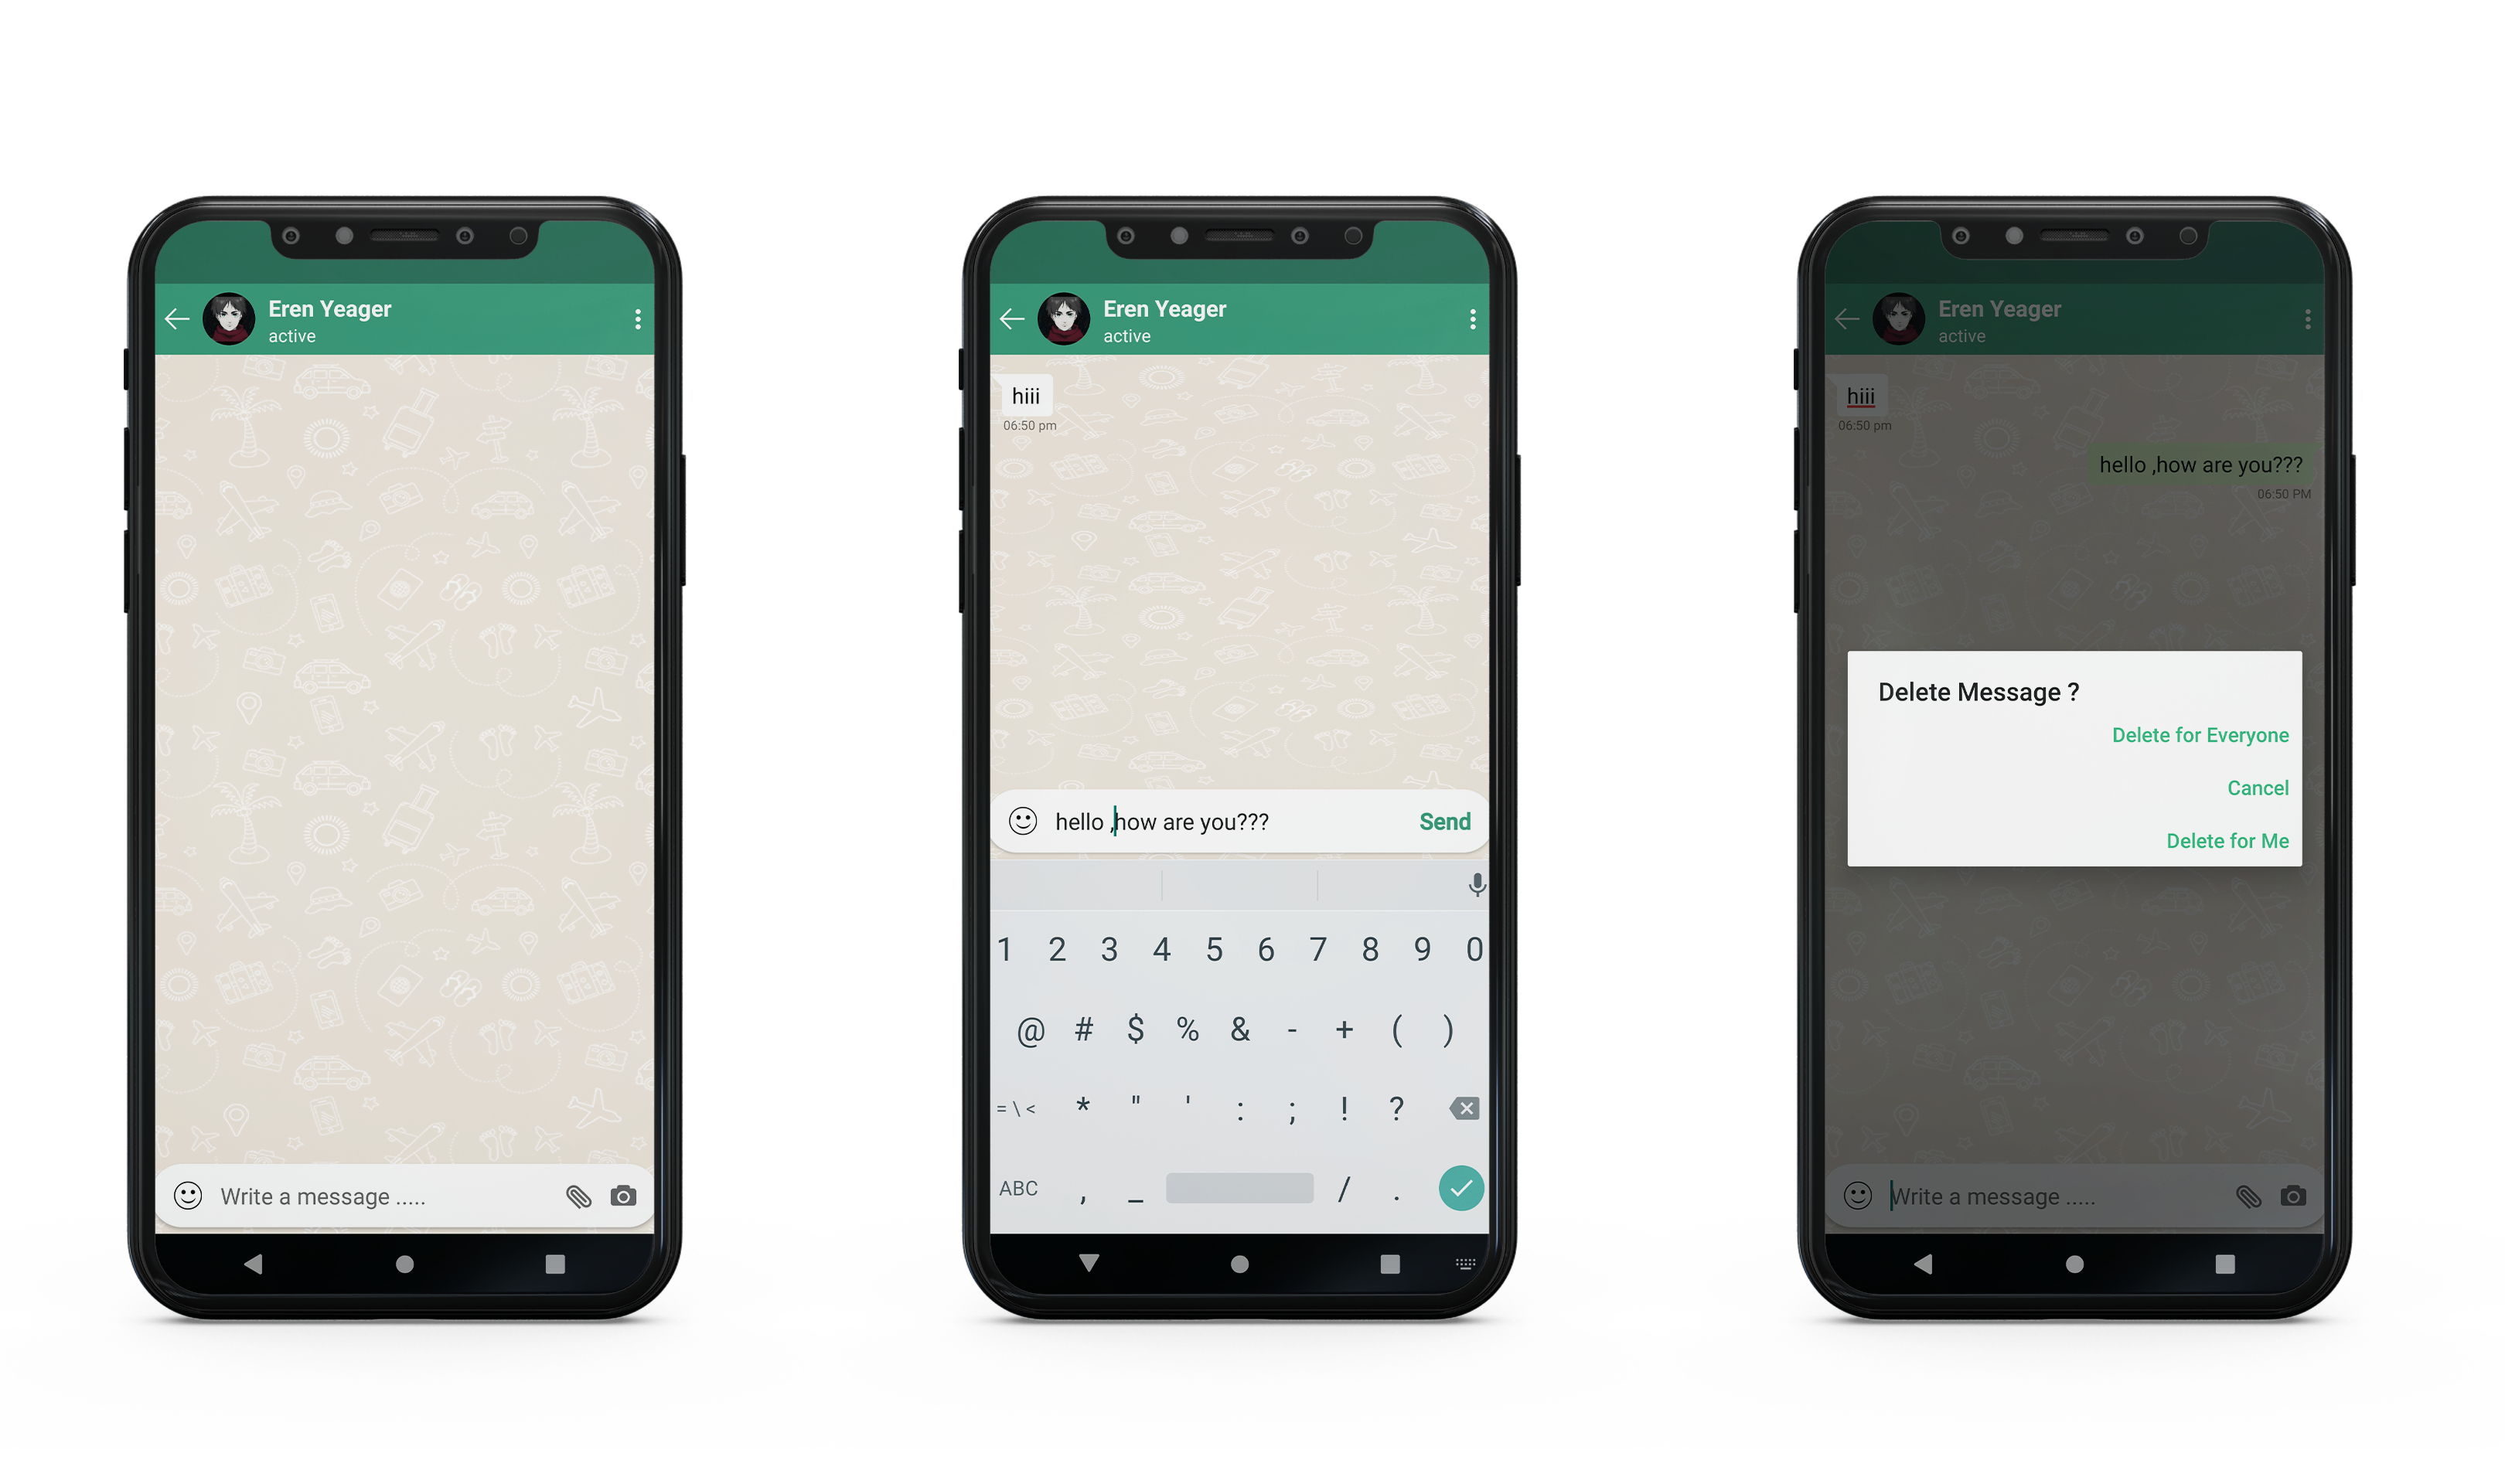 Eren Yeager
active
Write a message .....
Eren Yeager
active
hiii
06:50 pm
hello ,how are you???
Send
1 2 3 4 5 6 7 8 9 0
@ # $ % & - + ( )
= \ < * " ' : ; ! ?
ABC , _ / .
Eren Yeager
active
hiii
06:50 pm
hello ,how are you???
06:50 PM
Delete Message ?
Delete for Everyone
Cancel
Delete for Me
Write a message .....